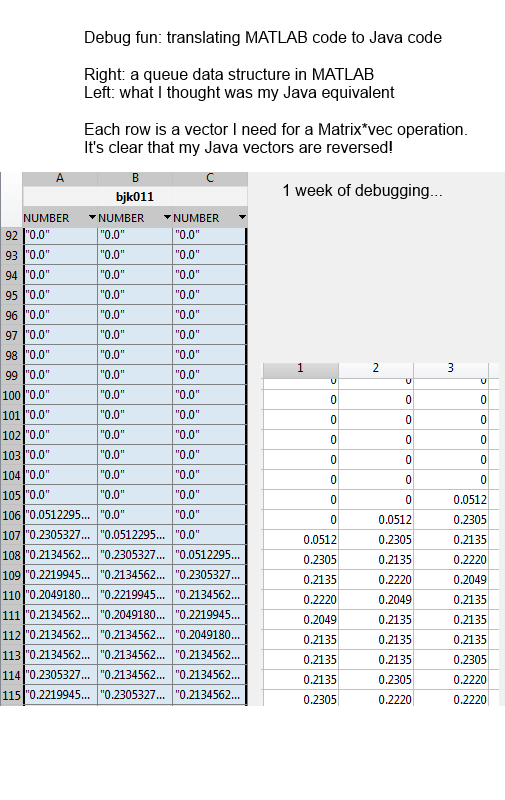 Debug fun: translating MATLAB code to Java code
Right: a queue data structure in MATLAB
Left: what I thought was my Java equivalent
Each row is a vector I need for a Matrix*vec operation.
It's clear that my Java vectors are reversed!
1 week of debugging...
A B C
bjk011
NUMBER NUMBER NUMBER
92 "0.0" "0.0" "0.0"
93 "0.0" "0.0" "0.0"
94 "0.0" "0.0" "0.0"
95 "0.0" "0.0" "0.0"
96 "0.0" "0.0" "0.0"
97 "0.0" "0.0" "0.0"
98 "0.0" "0.0" "0.0"
99 "0.0" "0.0" "0.0"
100 "0.0" "0.0" "0.0"
101 "0.0" "0.0" "0.0"
102 "0.0" "0.0" "0.0"
103 "0.0" "0.0" "0.0"
104 "0.0" "0.0" "0.0"
105 "0.0" "0.0" "0.0"
106 "0.0512295... "0.0" "0.0"
107 "0.2305327... "0.0512295... "0.0"
108 "0.2134562... "0.2305327... "0.0512295...
109 "0.2219945... "0.2134562... "0.2305327...
110 "0.2049180... "0.2219945... "0.2134562...
111 "0.2134562... "0.2049180... "0.2219945...
112 "0.2134562... "0.2134562... "0.2049180...
113 "0.2134562... "0.2134562... "0.2134562...
114 "0.2305327... "0.2134562... "0.2134562...
115 "0.2219945... "0.2305327... "0.2134562...
1 2 3
0 0 0
0 0 0
0 0 0
0 0 0
0 0 0
0 0 0
0 0 0.0512
0 0.0512 0.2305
0.0512 0.2305 0.2135
0.2305 0.2135 0.2220
0.2135 0.2220 0.2049
0.2220 0.2049 0.2135
0.2049 0.2135 0.2135
0.2135 0.2135 0.2135
0.2135 0.2135 0.2305
0.2135 0.2305 0.2220
0.2305 0.2220 0.2220